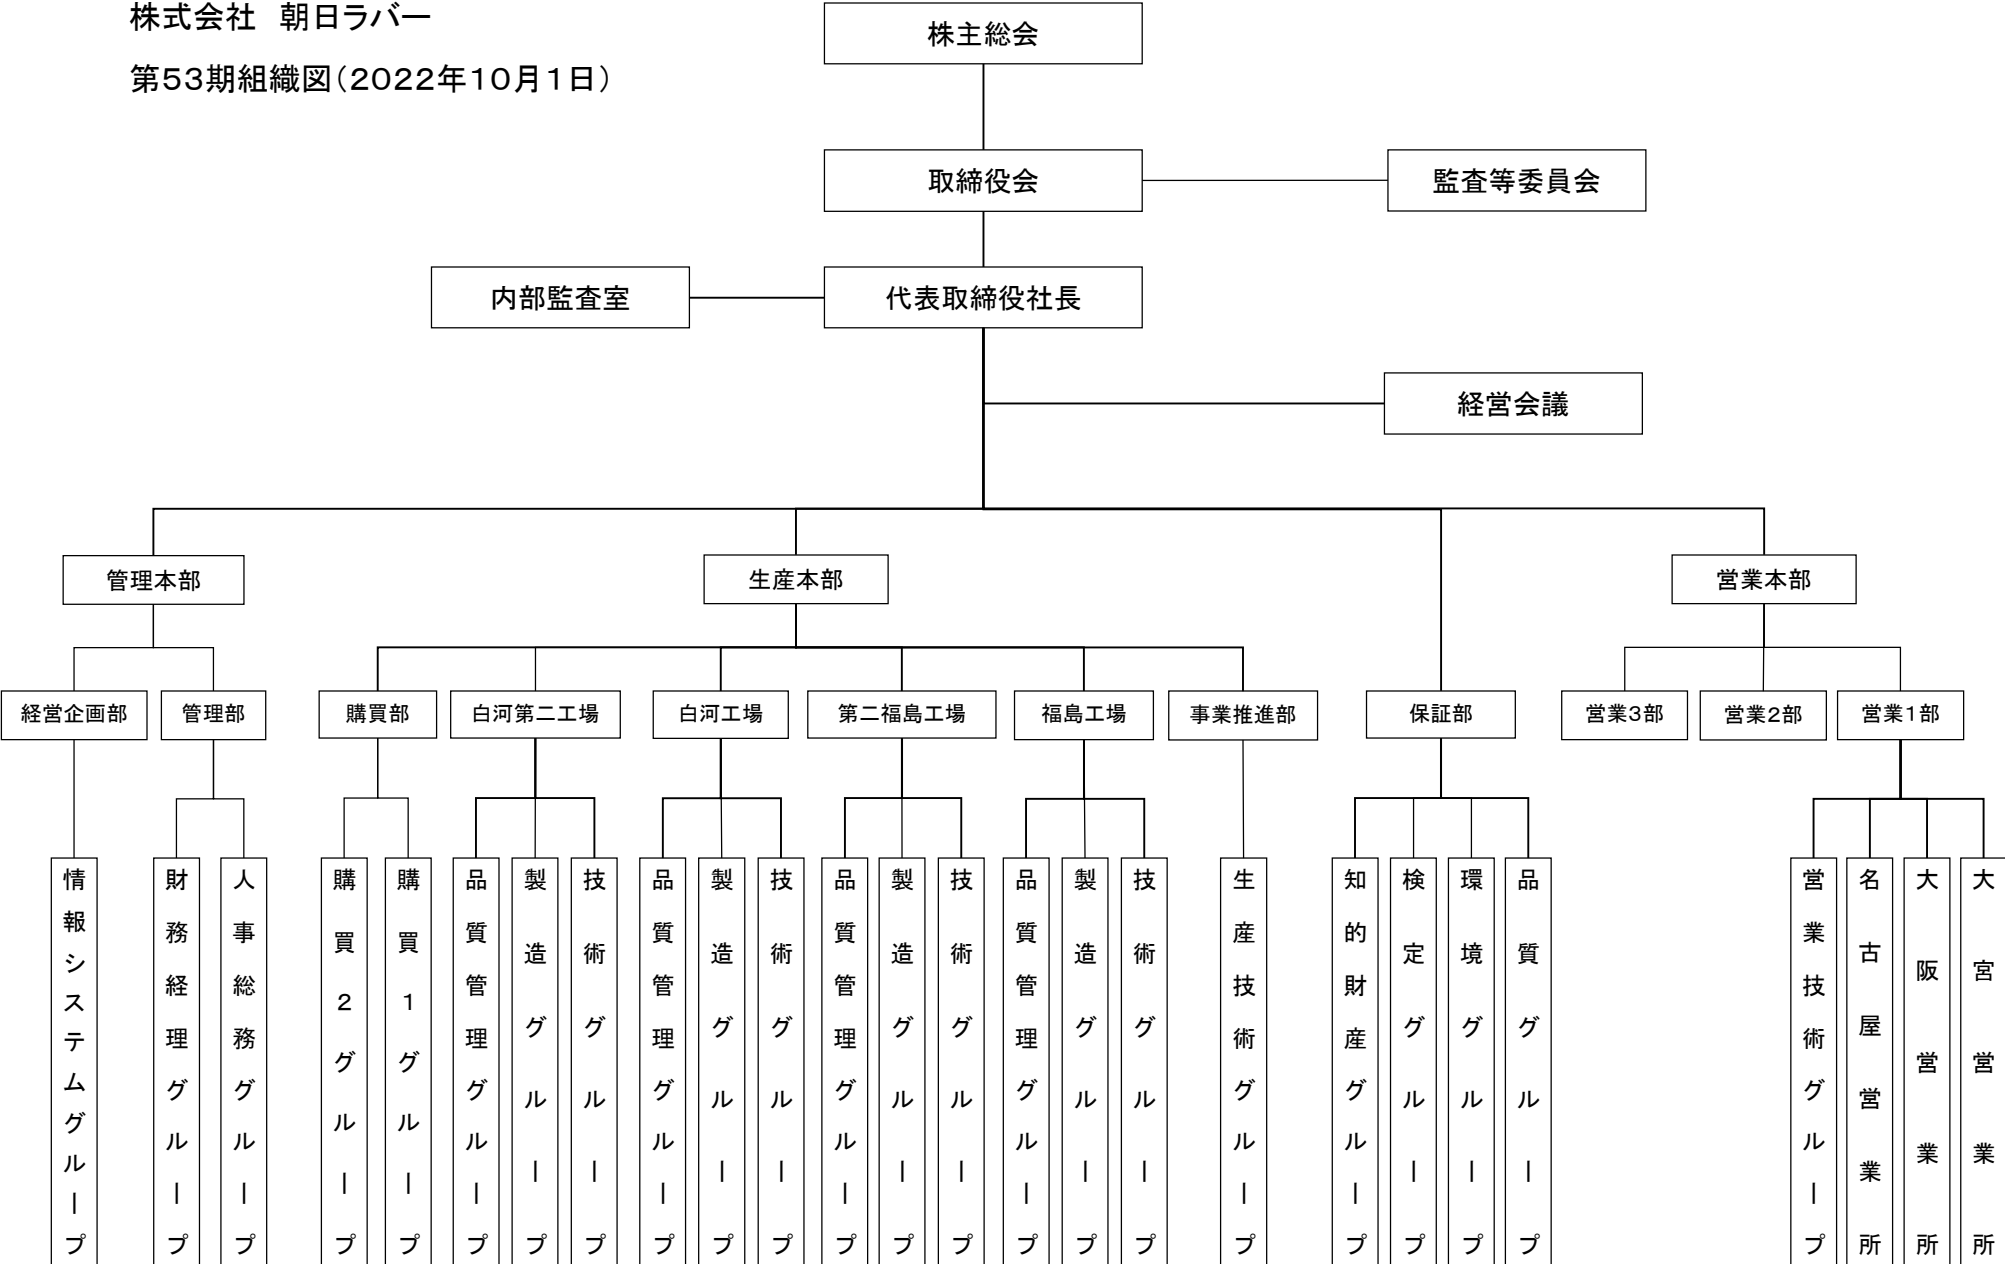 株式会社　朝日ラバー
第５３期組織図（２０２２年１０月１日）
株主総会
取締役会
監査等委員会
内部監査室
代表取締役社長
経営会議
管理本部
生産本部
営業本部
経営企画部
管理部
購買部
白河第二工場
白河工場
第二福島工場
福島工場
事業推進部
保証部
営業３部
営業２部
営業１部
情報システムグループ
財務経理グループ
人事総務グループ
購買２グループ
購買１グループ
品質管理グループ
製造グループ
技術グループ
品質管理グループ
製造グループ
技術グループ
品質管理グループ
製造グループ
技術グループ
品質管理グループ
製造グループ
技術グループ
生産技術グループ
知的財産グループ
検定グループ
環境グループ
品質グループ
営業技術グループ
名古屋営業所
大阪営業所
大宮営業所